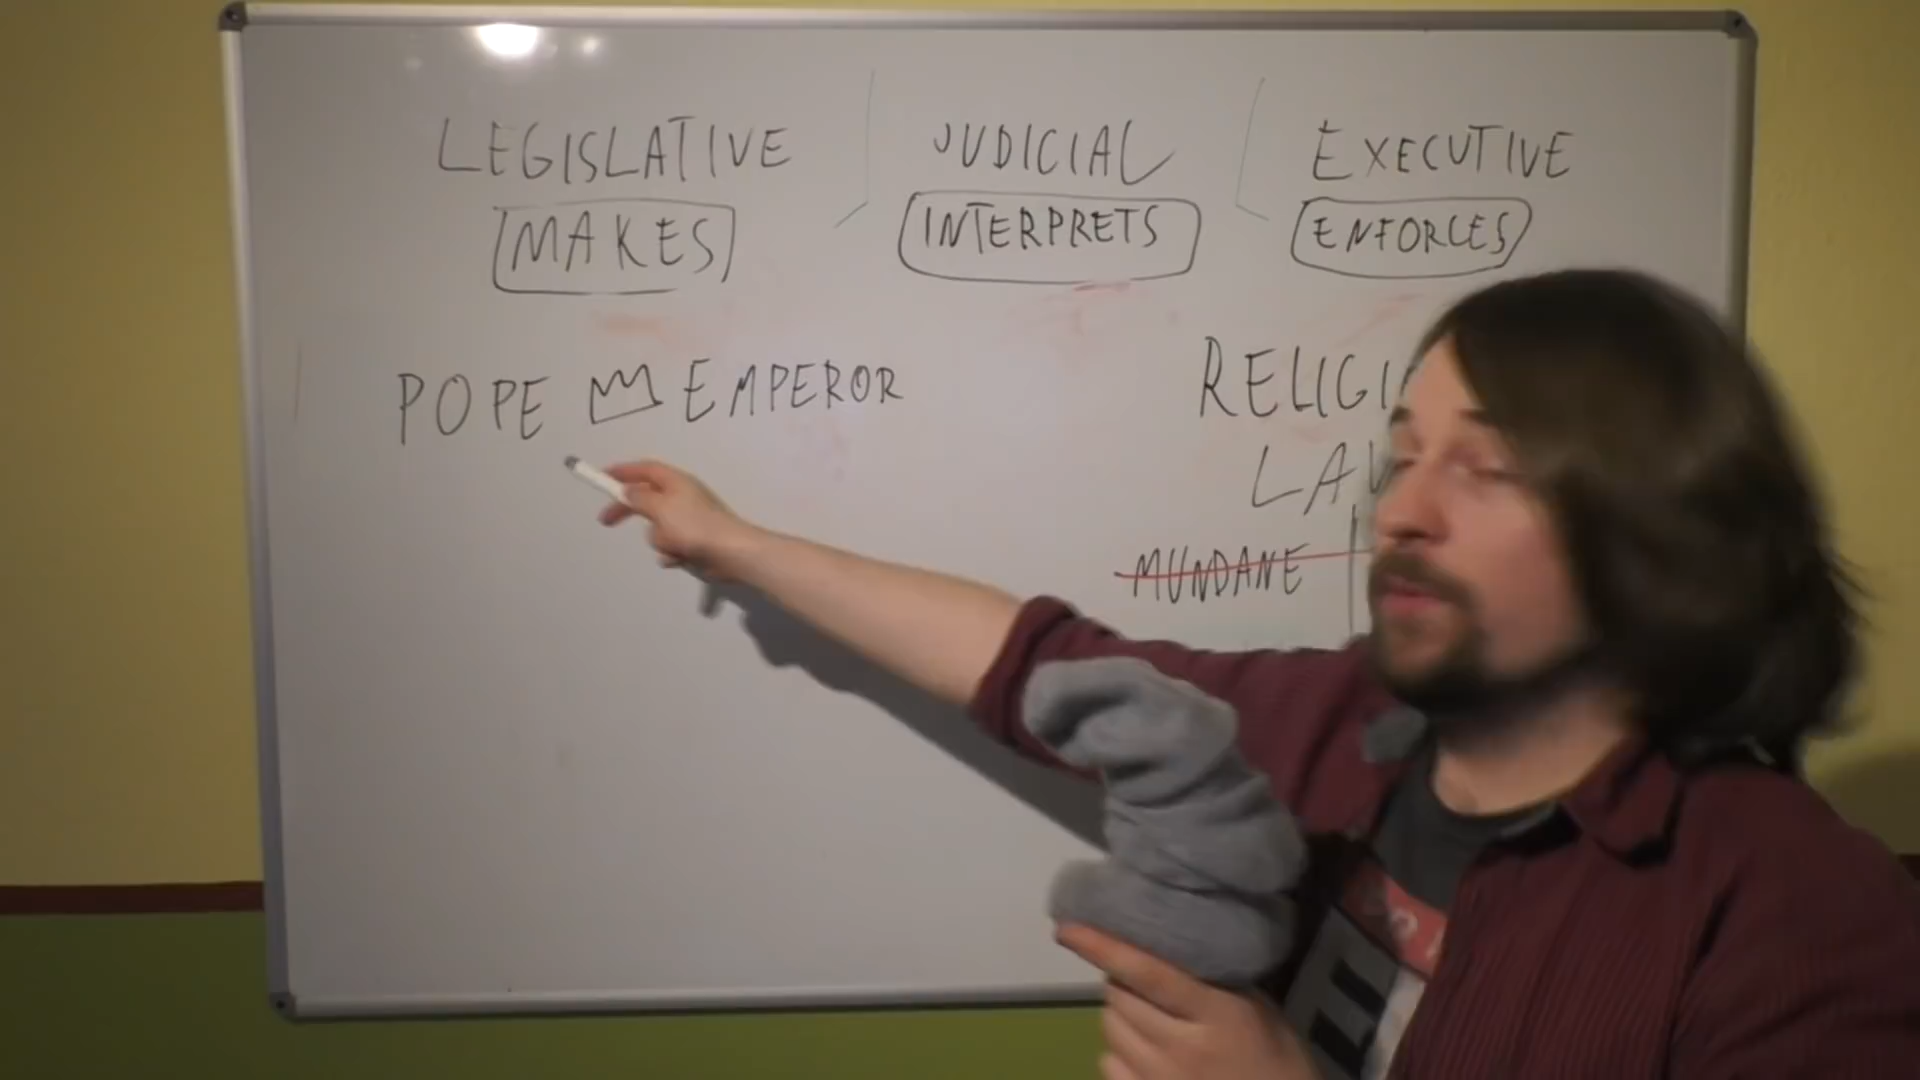 LEGISLATIVE JUDICIAL EXECUTIVE
MAKES INTERPRETS ENFORCES
POPE EMPEROR
MUNDANE